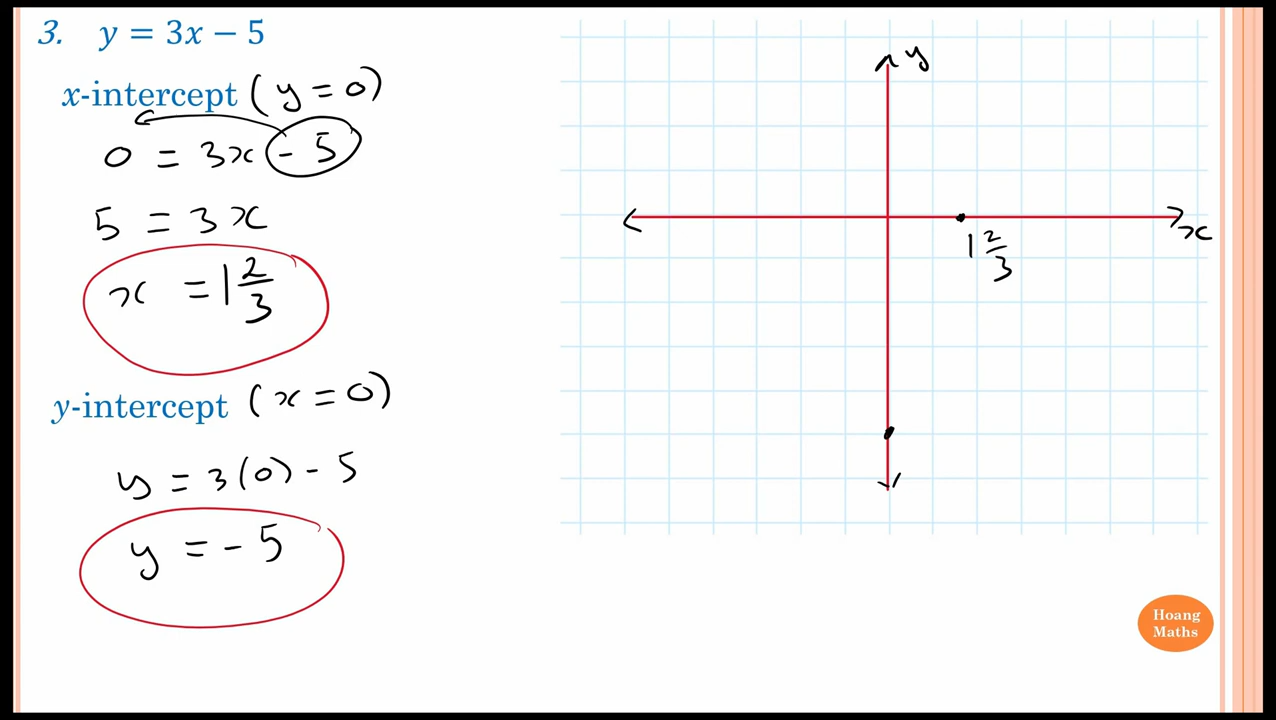 3. y = 3x − 5
x-intercept (y = 0)
0 = 3x - 5
5 = 3x
x = 1 2/3
y-intercept (x = 0)
y = 3(0) - 5
y = - 5
y
x
1 2/3
Hoang
Maths